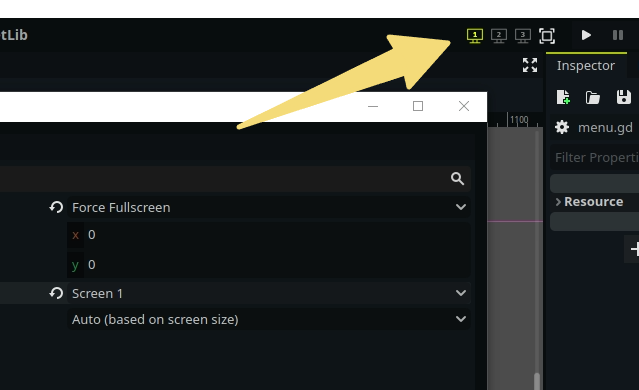 tLib
1 2 3
Inspector
1100
menu.gd
Filter Properti
Force Fullscreen
Resource
x 0
y 0
Screen 1
Auto (based on screen size)